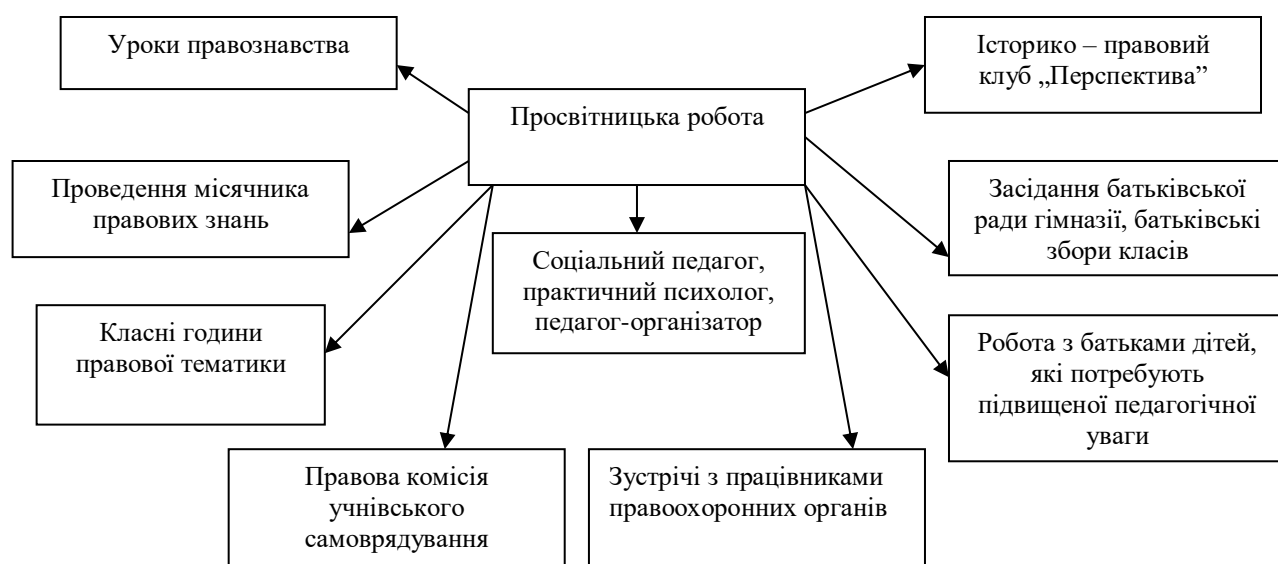 Уроки правознавства
Історико – правовий
клуб „Перспектива”
Просвітницька робота
Проведення місячника
правових знань
Засідання батьківської
ради гімназії, батьківські
збори класів
Соціальний педагог,
практичний психолог,
педагог-організатор
Класні години
правової тематики
Робота з батьками дітей,
які потребують
підвищеної педагогічної
уваги
Правова комісія
учнівського
самоврядування
Зустрічі з працівниками
правоохоронних органів